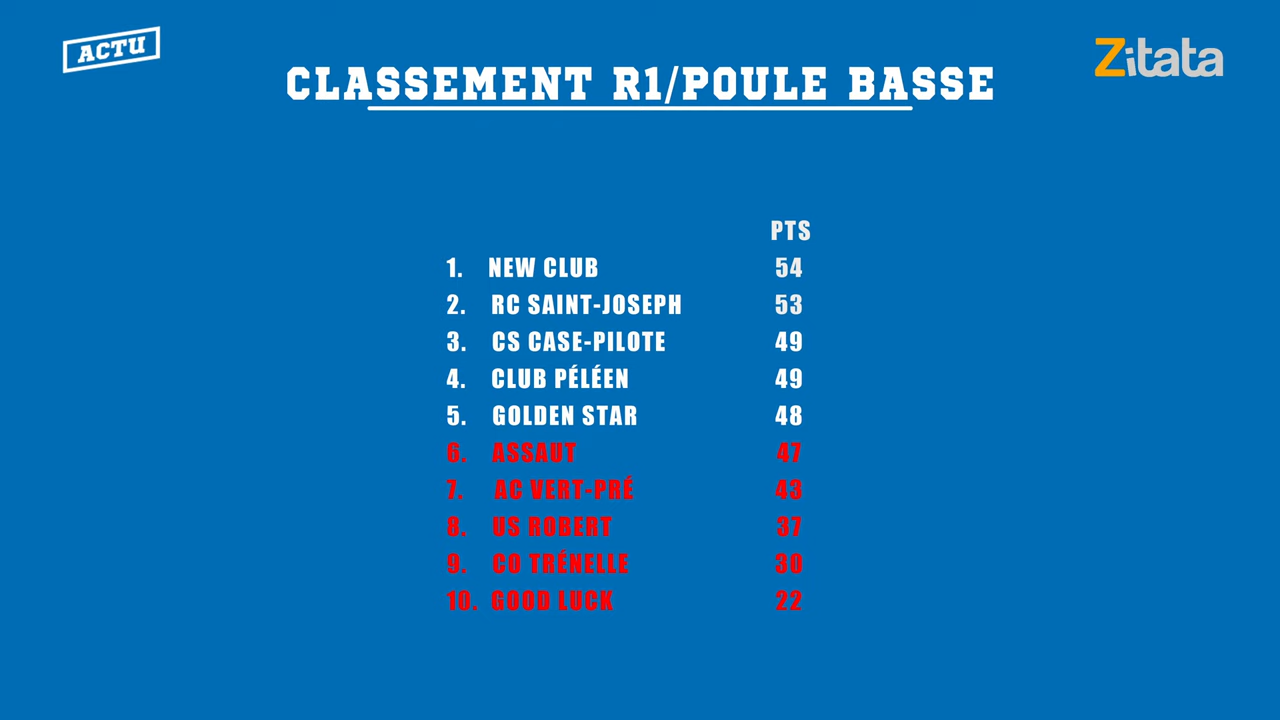 ACTU
Zitata
CLASSEMENT R1/POULE BASSE
PTS
1. NEW CLUB 54
2. RC SAINT-JOSEPH 53
3. CS CASE-PILOTE 49
4. CLUB PÉLÉEN 49
5. GOLDEN STAR 48
6. ASSAUT 47
7. AC VERT-PRÉ 43
8. US ROBERT 37
9. CO TRÉNELLE 30
10. GOOD LUCK 22